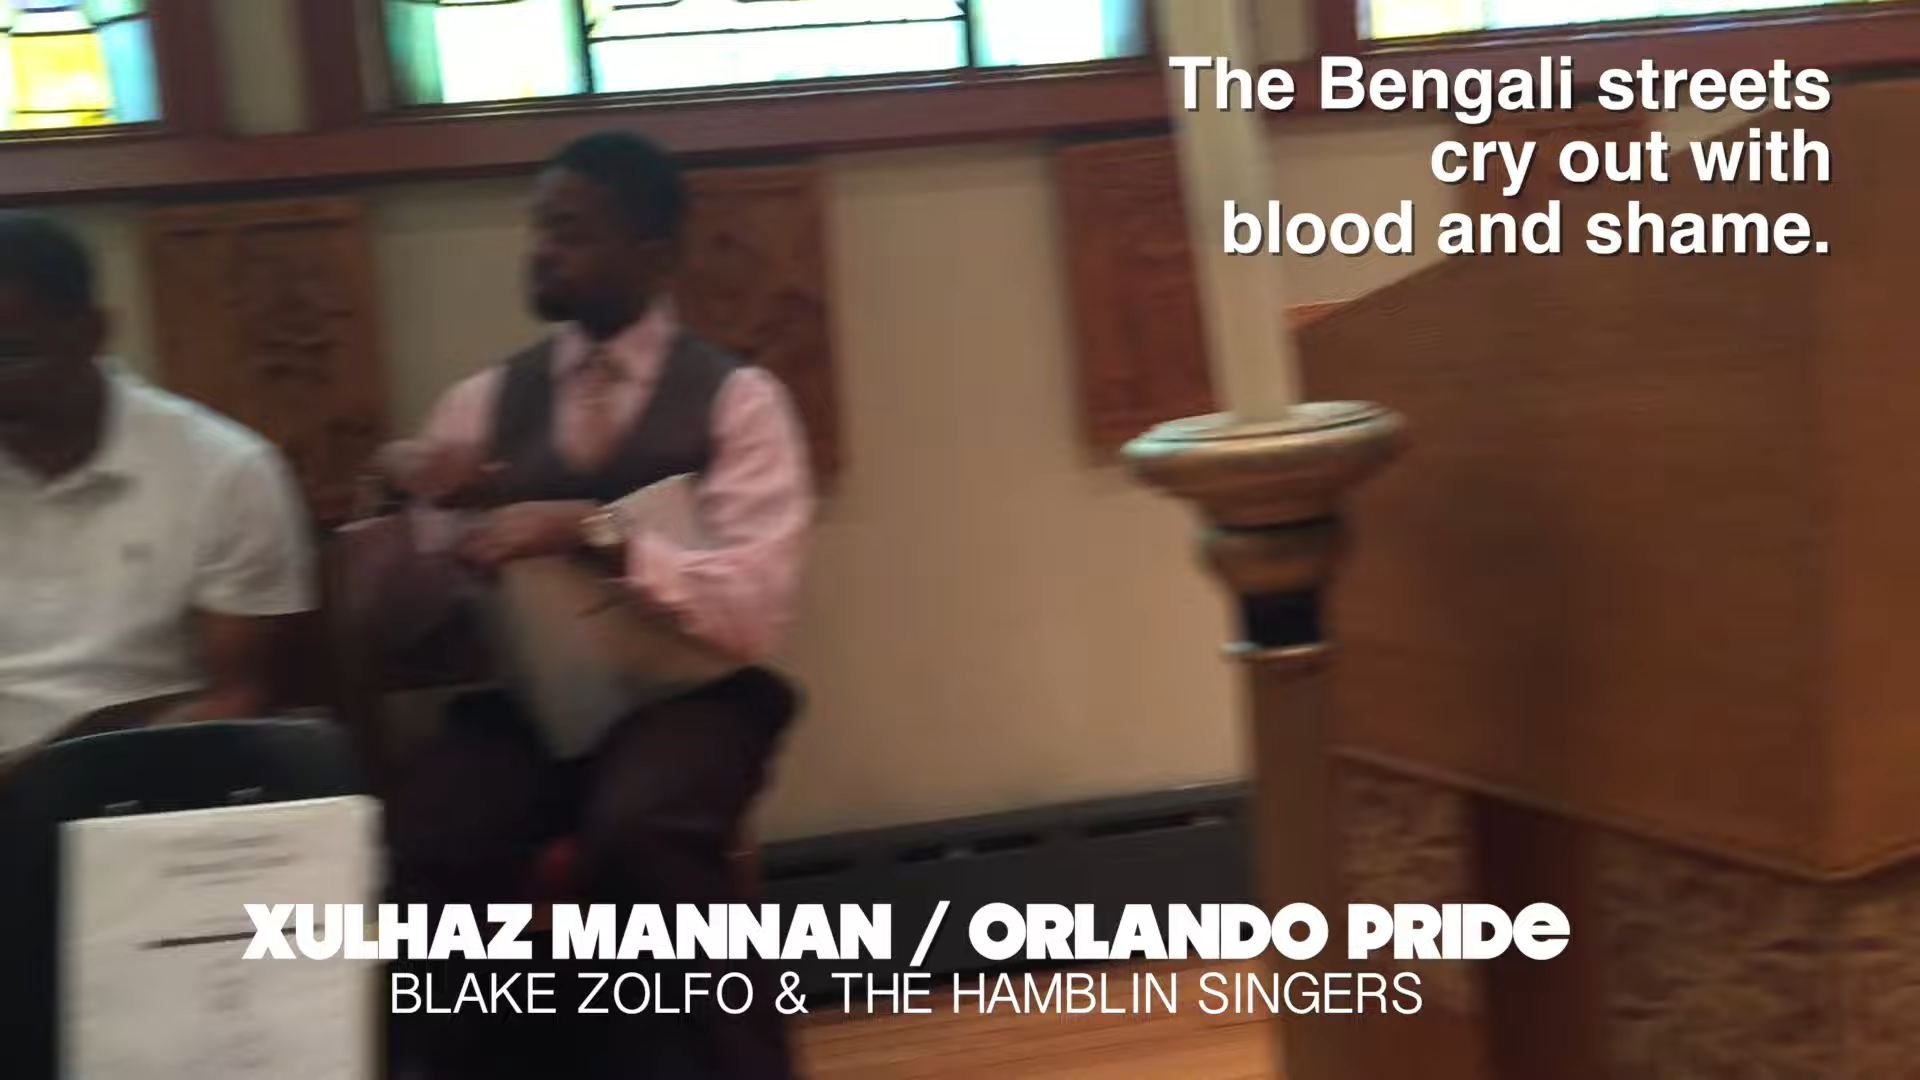 The Bengali streets
cry out with
blood and shame.
XULHAZ MANNAN / ORLANDO PRIDE
BLAKE ZOLFO & THE HAMBLIN SINGERS